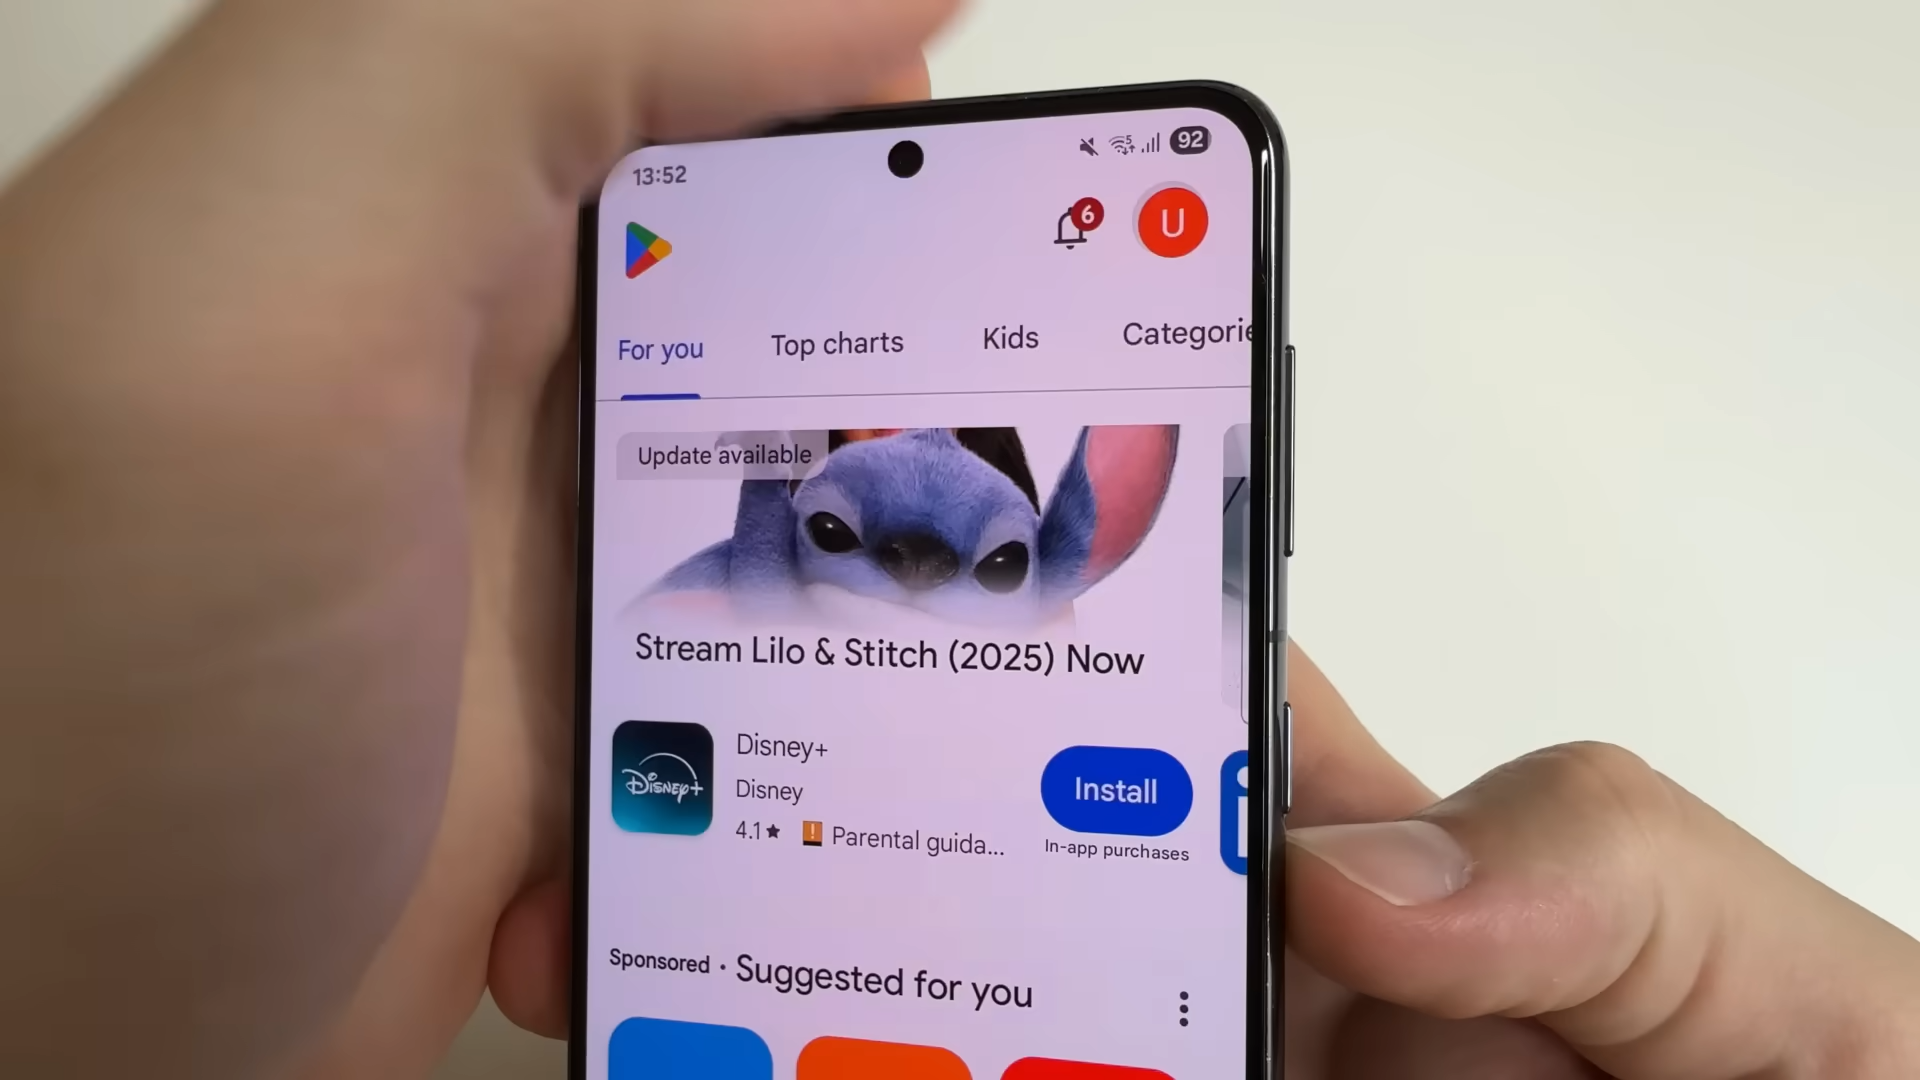 13:52
5
92
6
U
For you
Top charts
Kids
Categorie
Update available
Stream Lilo & Stitch (2025) Now
Disney+
Disney+
Disney
4.1★
Parental guida...
Install
In-app purchases
Sponsored • Suggested for you